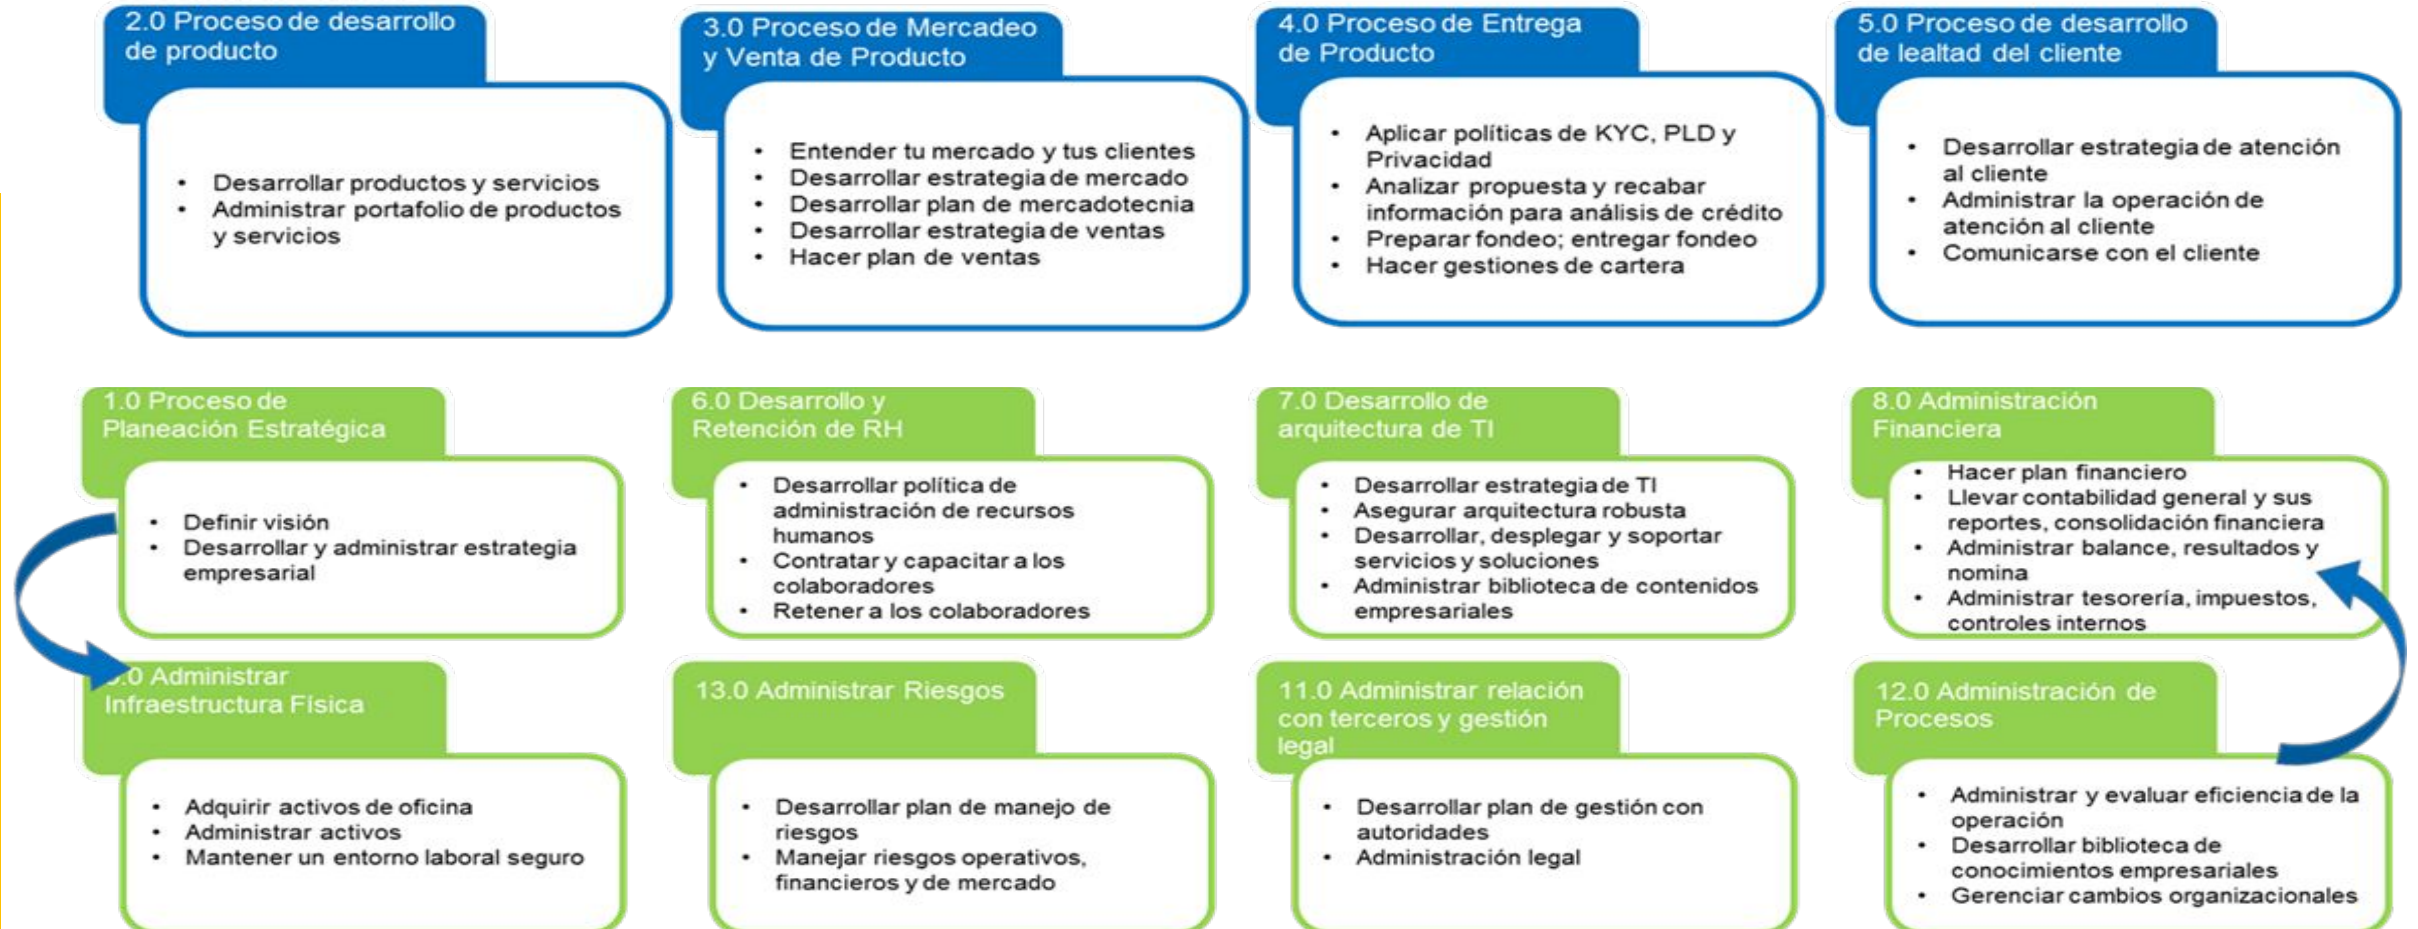 2.0 Proceso de desarrollo
de producto
• Desarrollar productos y servicios
• Administrar portafolio de productos
y servicios
3.0 Proceso de Mercadeo
y Venta de Producto
• Entender tu mercado y tus clientes
• Desarrollar estrategia de mercado
• Desarrollar plan de mercadotecnia
• Desarrollar estrategia de ventas
• Hacer plan de ventas
4.0 Proceso de Entrega
de Producto
• Aplicar políticas de KYC, PLD y
Privacidad
• Analizar propuesta y recabar
información para análisis de crédito
• Preparar fondeo; entregar fondeo
• Hacer gestiones de cartera
5.0 Proceso de desarrollo
de lealtad del cliente
• Desarrollar estrategia de atención
al cliente
• Administrar la operación de
atención al cliente
• Comunicarse con el cliente
1.0 Proceso de
Planeación Estratégica
• Definir visión
• Desarrollar y administrar estrategia
empresarial
6.0 Desarrollo y
Retención de RH
• Desarrollar política de
administración de recursos
humanos
• Contratar y capacitar a los
colaboradores
• Retener a los colaboradores
7.0 Desarrollo de
arquitectura de TI
• Desarrollar estrategia de TI
• Asegurar arquitectura robusta
• Desarrollar, desplegar y soportar
servicios y soluciones
• Administrar biblioteca de contenidos
empresariales
8.0 Administración
Financiera
• Hacer plan financiero
• Llevar contabilidad general y sus
reportes, consolidación financiera
• Administrar balance, resultados y
nomina
• Administrar tesorería, impuestos,
controles internos
.0 Administrar
Infraestructura Física
• Adquirir activos de oficina
• Administrar activos
• Mantener un entorno laboral seguro
13.0 Administrar Riesgos
• Desarrollar plan de manejo de
riesgos
• Manejar riesgos operativos,
financieros y de mercado
11.0 Administrar relación
con terceros y gestión
legal
• Desarrollar plan de gestión con
autoridades
• Administración legal
12.0 Administración de
Procesos
• Administrar y evaluar eficiencia de la
operación
• Desarrollar biblioteca de
conocimientos empresariales
• Gerenciar cambios organizacionales